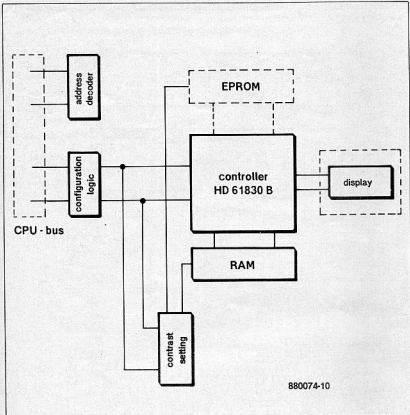 address
decoder
EPROM
controller
HD 61830 B
configuration
logic
display
CPU - bus
RAM
contrast
setting
880074-10